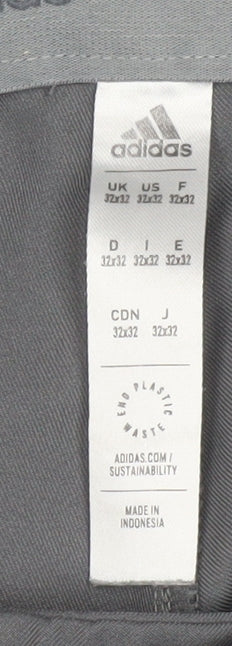 adidas
UK US F
32x32 32x32 32x32
D I E
32x32 32x32 32x32
CDN J
32x32 32x32
END PLASTIC WASTE
ADIDAS.COM/
SUSTAINABILITY
MADE IN
INDONESIA